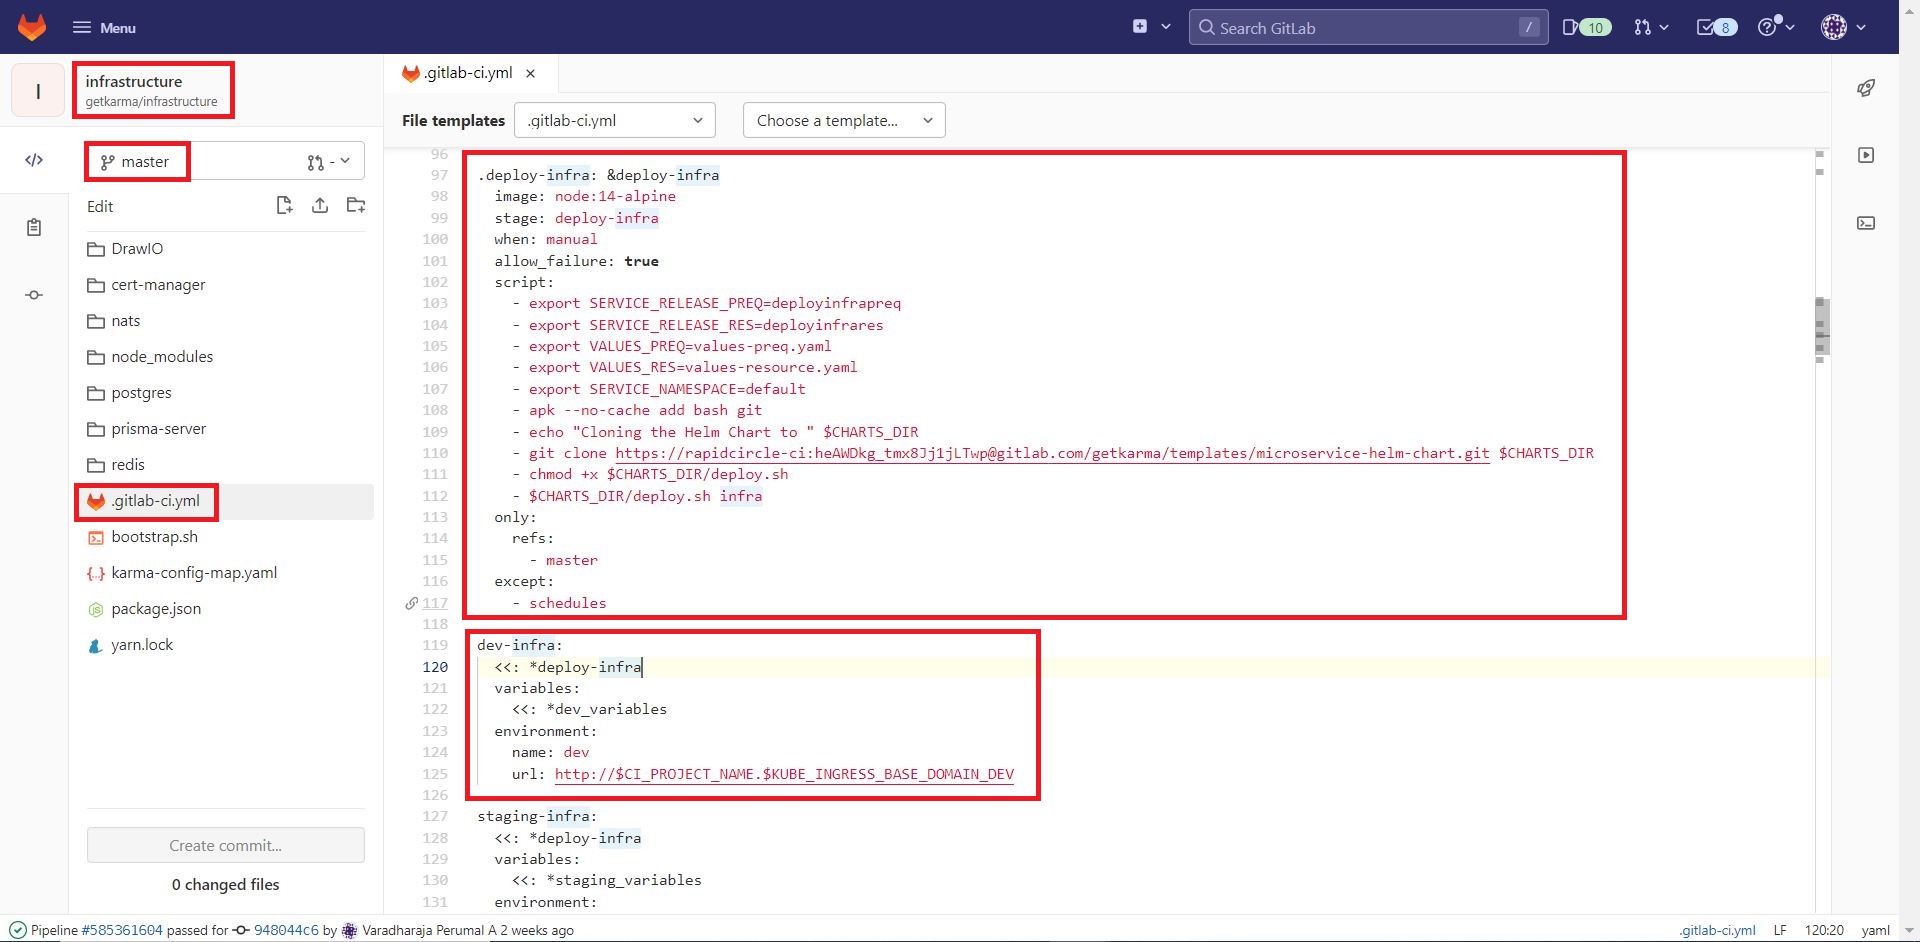 Menu
Search GitLab
/
10
8
I
infrastructure
getkarma/infrastructure
master
-
Edit
DrawIO
cert-manager
nats
node_modules
postgres
prisma-server
redis
.gitlab-ci.yml
bootstrap.sh
karma-config-map.yaml
package.json
yarn.lock
Create commit...
0 changed files
.gitlab-ci.yml
File templates
.gitlab-ci.yml
Choose a template...
96
97 .deploy-infra: &deploy-infra
98 image: node:14-alpine
99 stage: deploy-infra
100 when: manual
101 allow_failure: true
102 script:
103 - export SERVICE_RELEASE_PREQ=deployinfrapreq
104 - export SERVICE_RELEASE_RES=deployinfrares
105 - export VALUES_PREQ=values-preq.yaml
106 - export VALUES_RES=values-resource.yaml
107 - export SERVICE_NAMESPACE=default
108 - apk --no-cache add bash git
109 - echo "Cloning the Helm Chart to " $CHARTS_DIR
110 - git clone https://rapidcircle-ci:heAWDkg_tmx8Jj1jLTwp@gitlab.com/getkarma/templates/microservice-helm-chart.git $CHARTS_DIR
111 - chmod +x $CHARTS_DIR/deploy.sh
112 - $CHARTS_DIR/deploy.sh infra
113 only:
114 refs:
115 - master
116 except:
117 - schedules
118
119 dev-infra:
120 <<: *deploy-infra
121 variables:
122 <<: *dev_variables
123 environment:
124 name: dev
125 url: http://$CI_PROJECT_NAME.$KUBE_INGRESS_BASE_DOMAIN_DEV
126
127 staging-infra:
128 <<: *deploy-infra
129 variables:
130 <<: *staging_variables
131 environment:
Pipeline #585361604 passed for 948044c6 by Varadharaja Perumal A 2 weeks ago
.gitlab-ci.yml LF 120:20 yaml